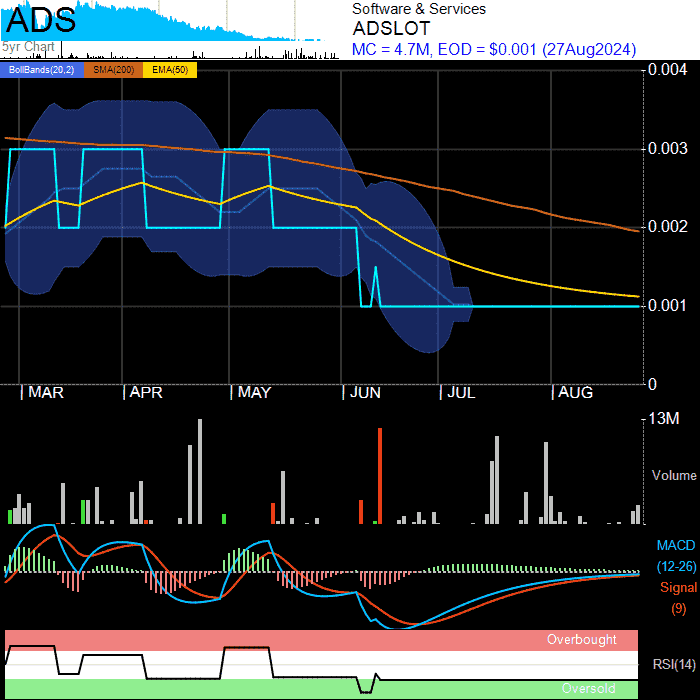 ADS
5yr Chart
Software & Services
ADSLOT
MC = 4.7M, EOD = $0.001 (27Aug2024)
BollBands(20,2) SMA(200) EMA(50)
0.004
0.003
0.002
0.001
0
MAR APR MAY JUN JUL AUG
13M
Volume
MACD
(12-26)
Signal
(9)
Overbought
RSI(14)
Oversold